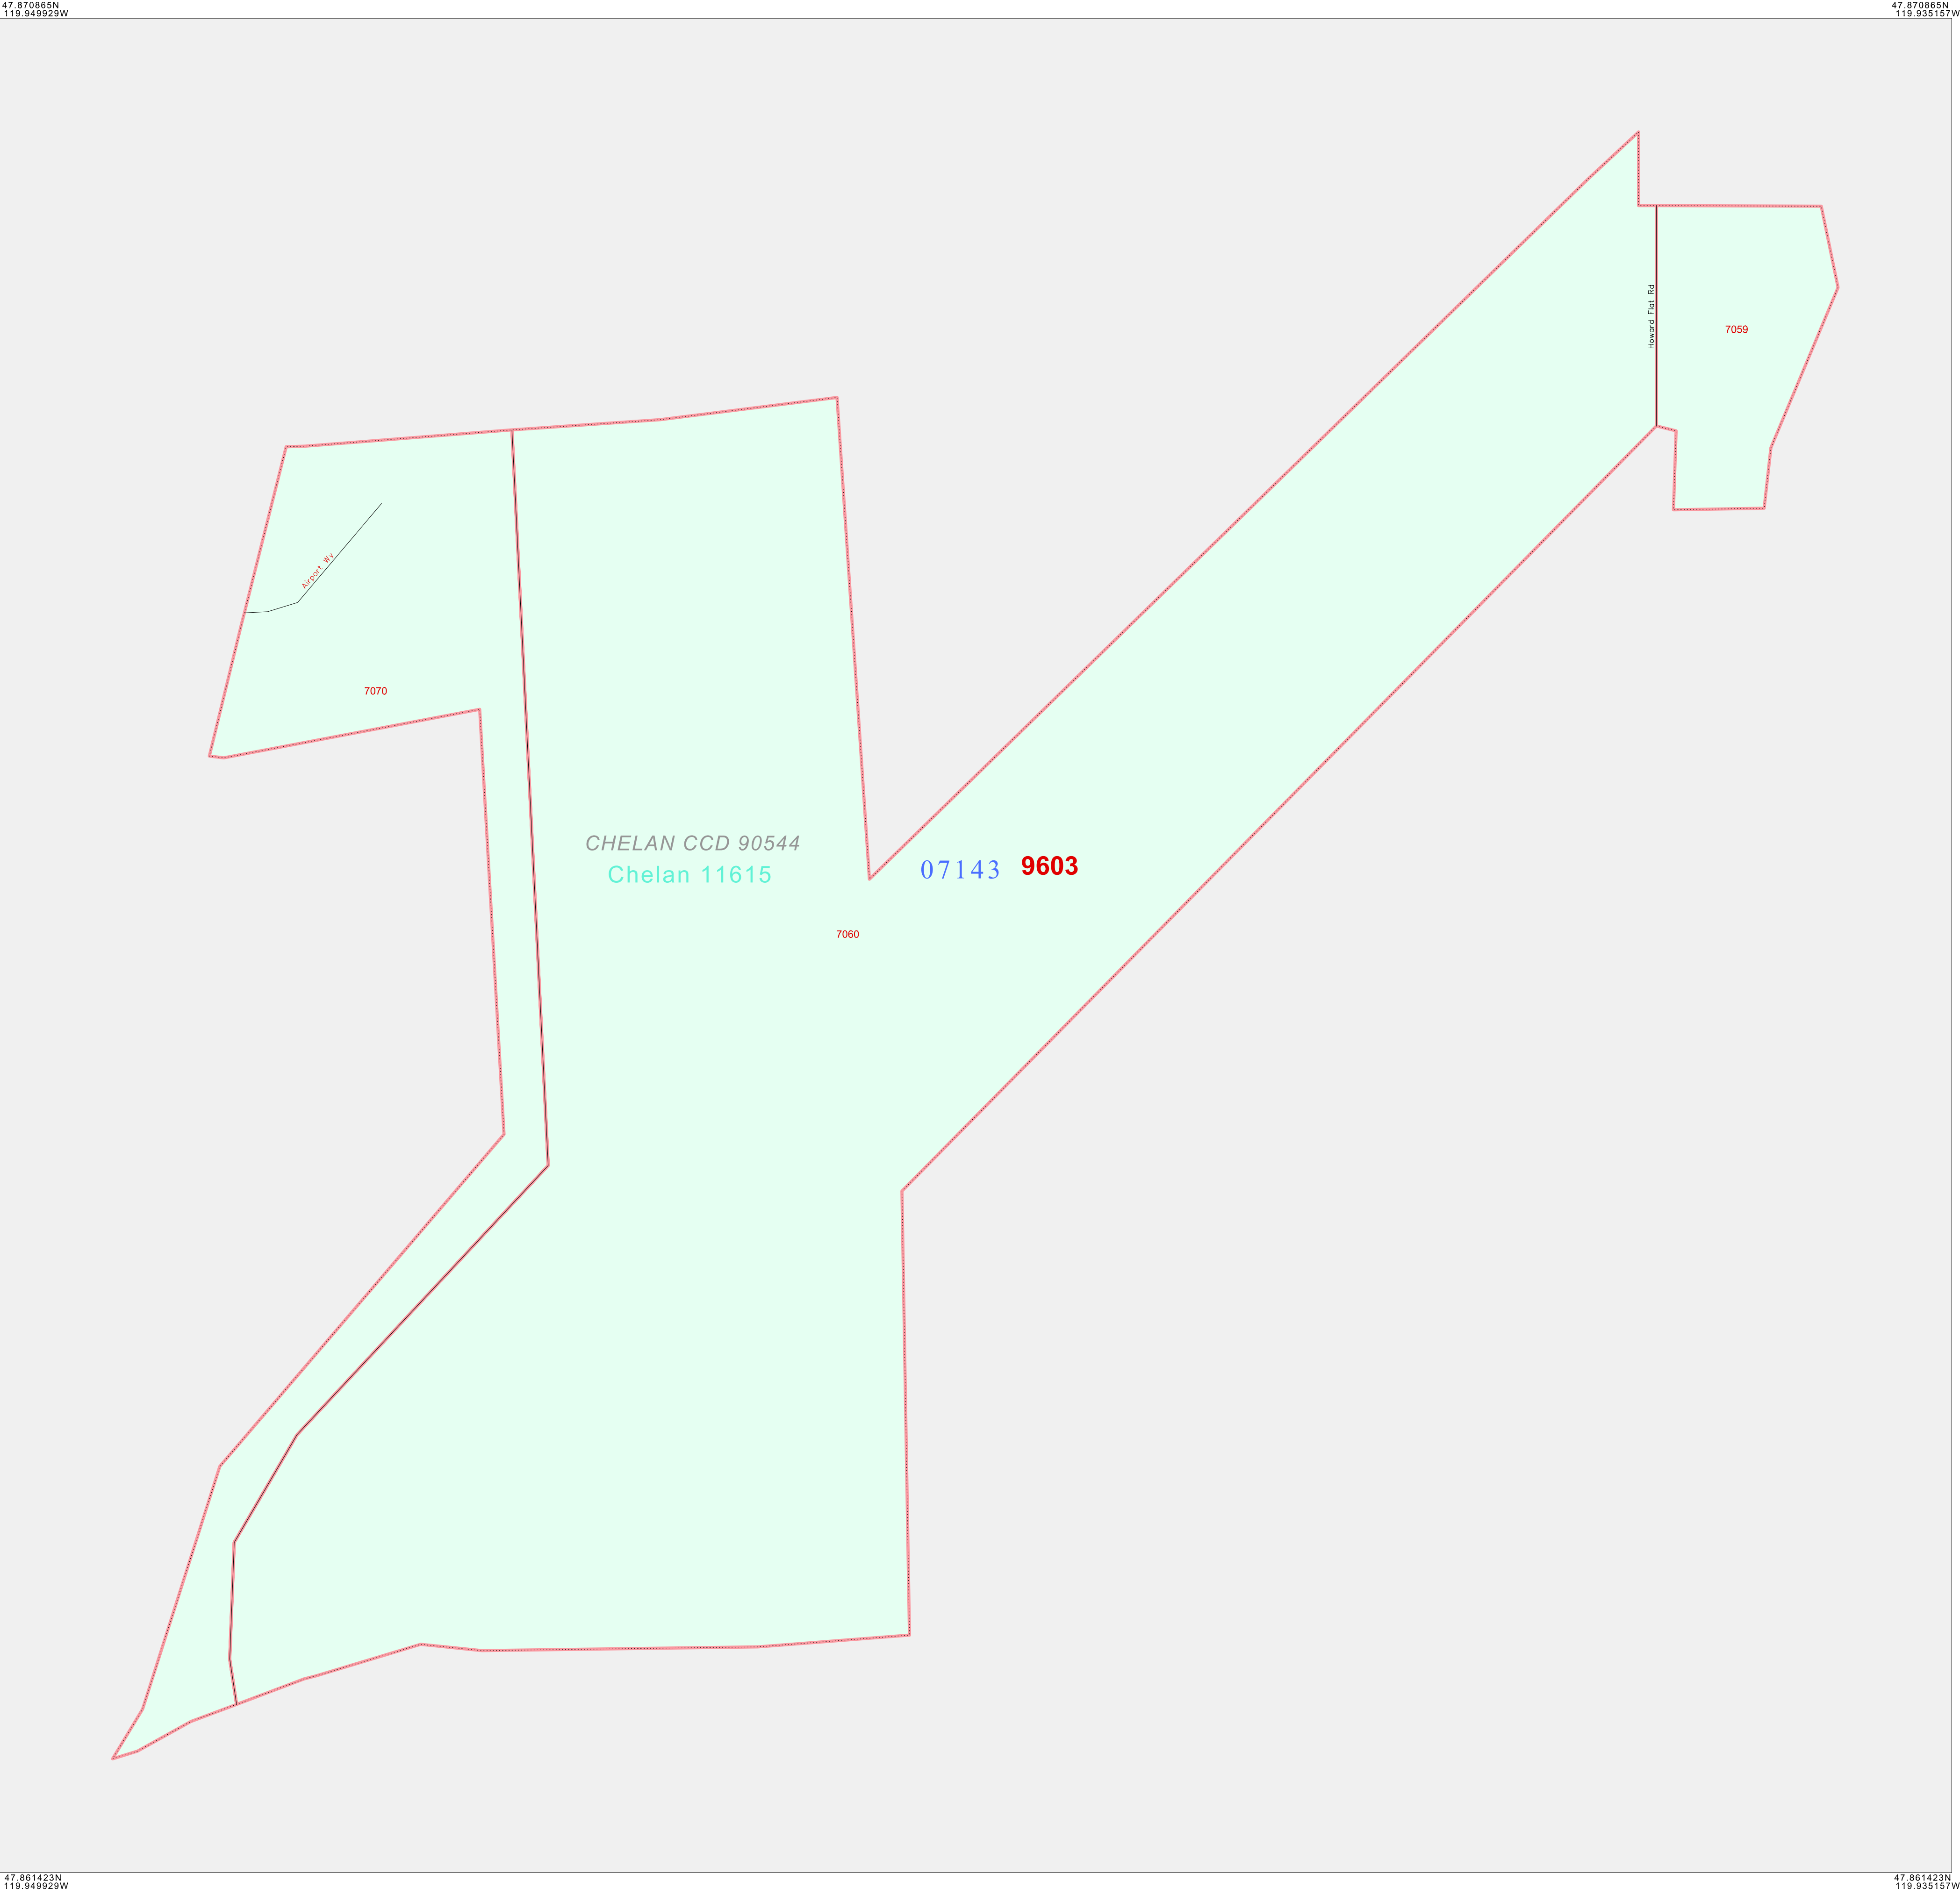 47.870865N
119.949929W
47.870865N
119.935157W
Howard Flat Rd
7059
Airport Wy
7070
CHELAN CCD 90544
Chelan 11615
07143
9603
7060
47.861423N
119.949929W
47.861423N
119.935157W